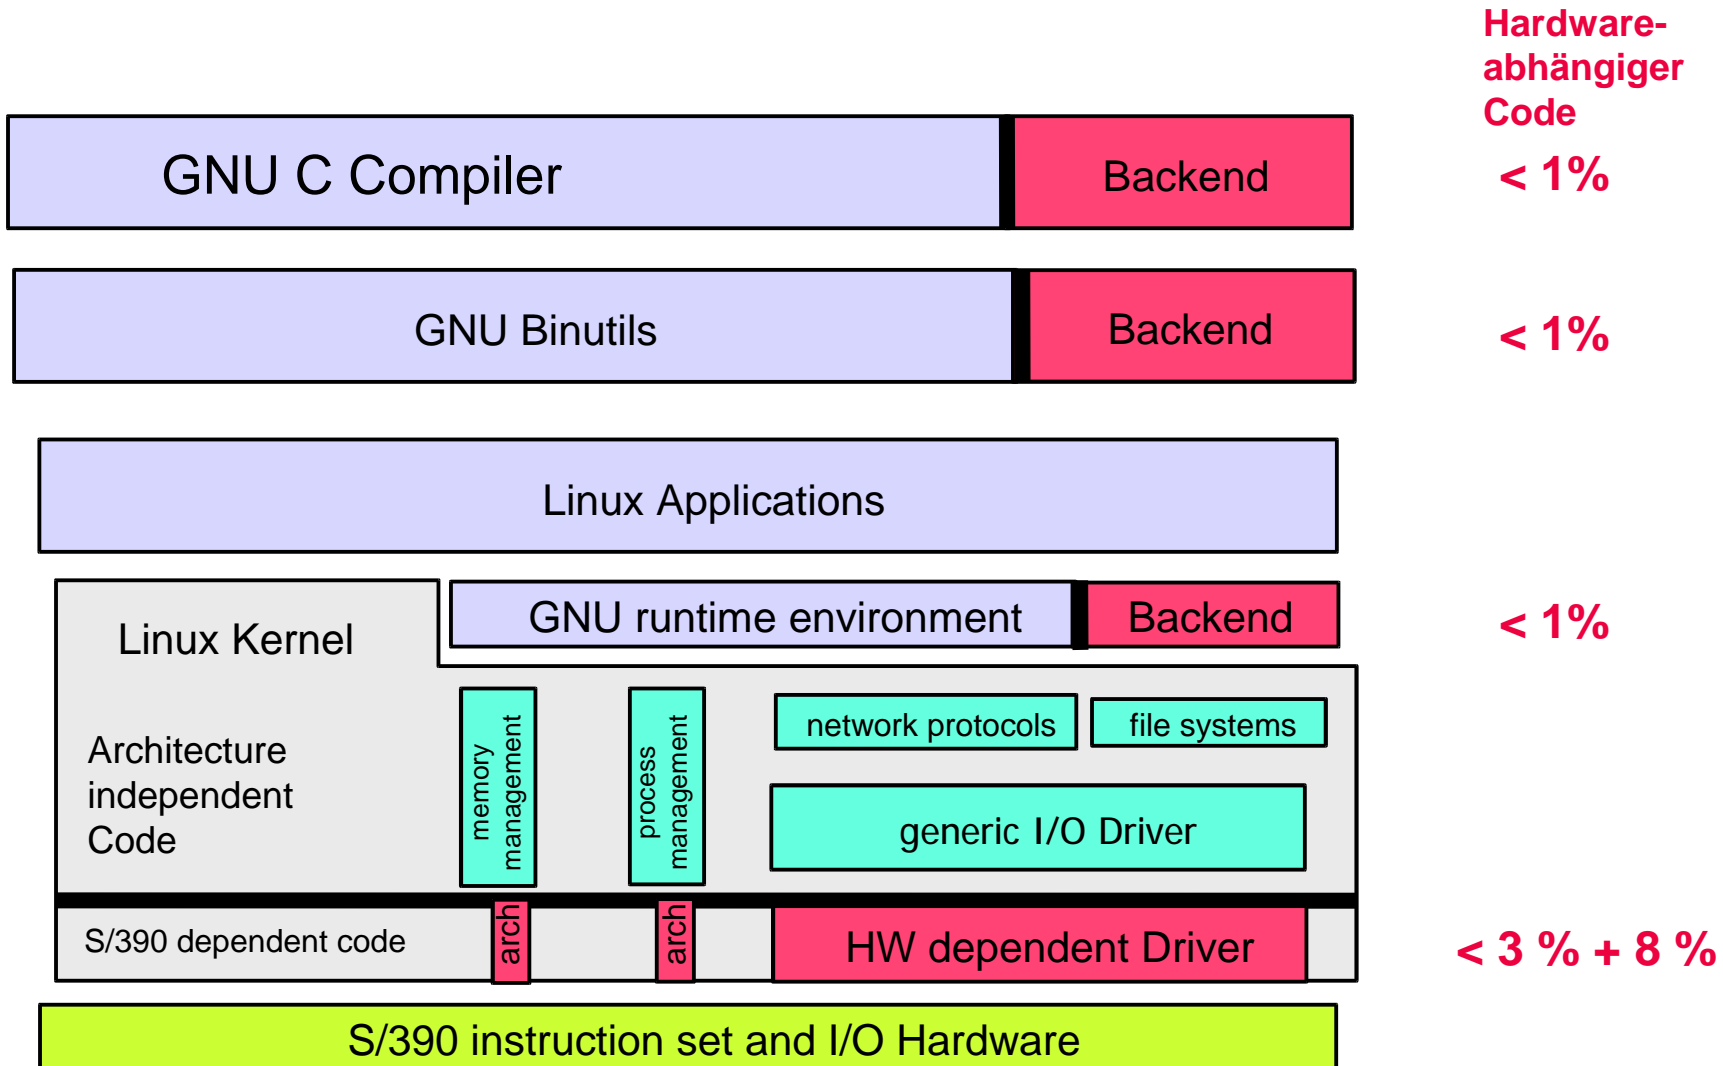 Hardware-
abhängiger
Code
GNU C Compiler
Backend
< 1%
GNU Binutils
Backend
< 1%
Linux Applications
Linux Kernel
GNU runtime environment
Backend
< 1%
Architecture
independent
Code
memory
management
process
management
network protocols
file systems
generic I/O Driver
S/390 dependent code
arch
arch
HW dependent Driver
< 3 % + 8 %
S/390 instruction set and I/O Hardware